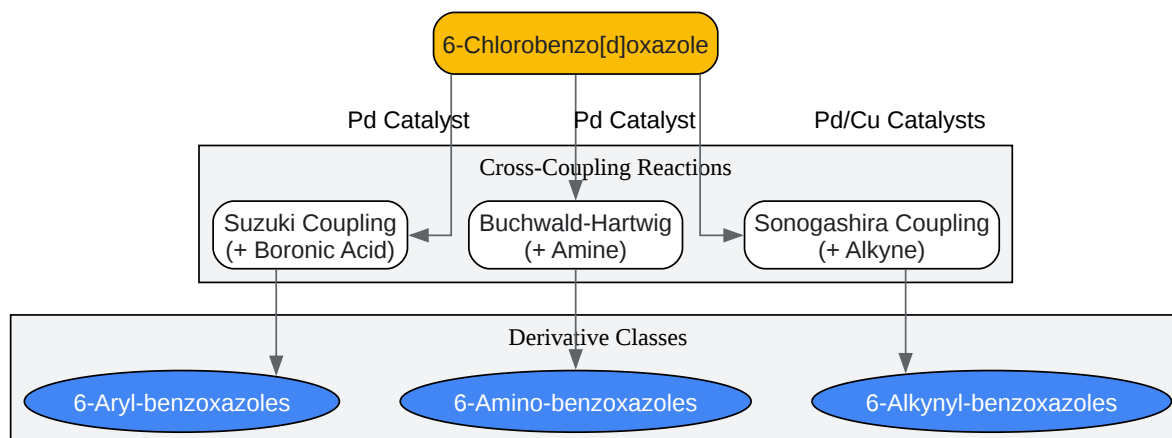 6-Chlorobenzo[d]oxazole
Pd Catalyst
Pd Catalyst
Pd/Cu Catalysts
Cross-Coupling Reactions
Suzuki Coupling
(+ Boronic Acid)
Buchwald-Hartwig
(+ Amine)
Sonogashira Coupling
(+ Alkyne)
Derivative Classes
6-Aryl-benzoxazoles
6-Amino-benzoxazoles
6-Alkynyl-benzoxazoles